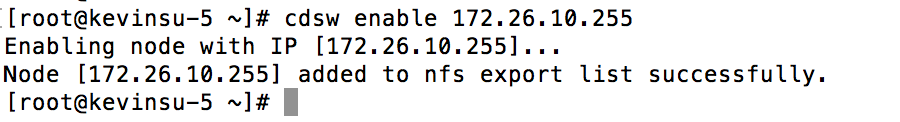 [root@kevinsu-5 ~]# cdsw enable 172.26.10.255
Enabling node with IP [172.26.10.255]...
Node [172.26.10.255] added to nfs export list successfully.
[root@kevinsu-5 ~]#